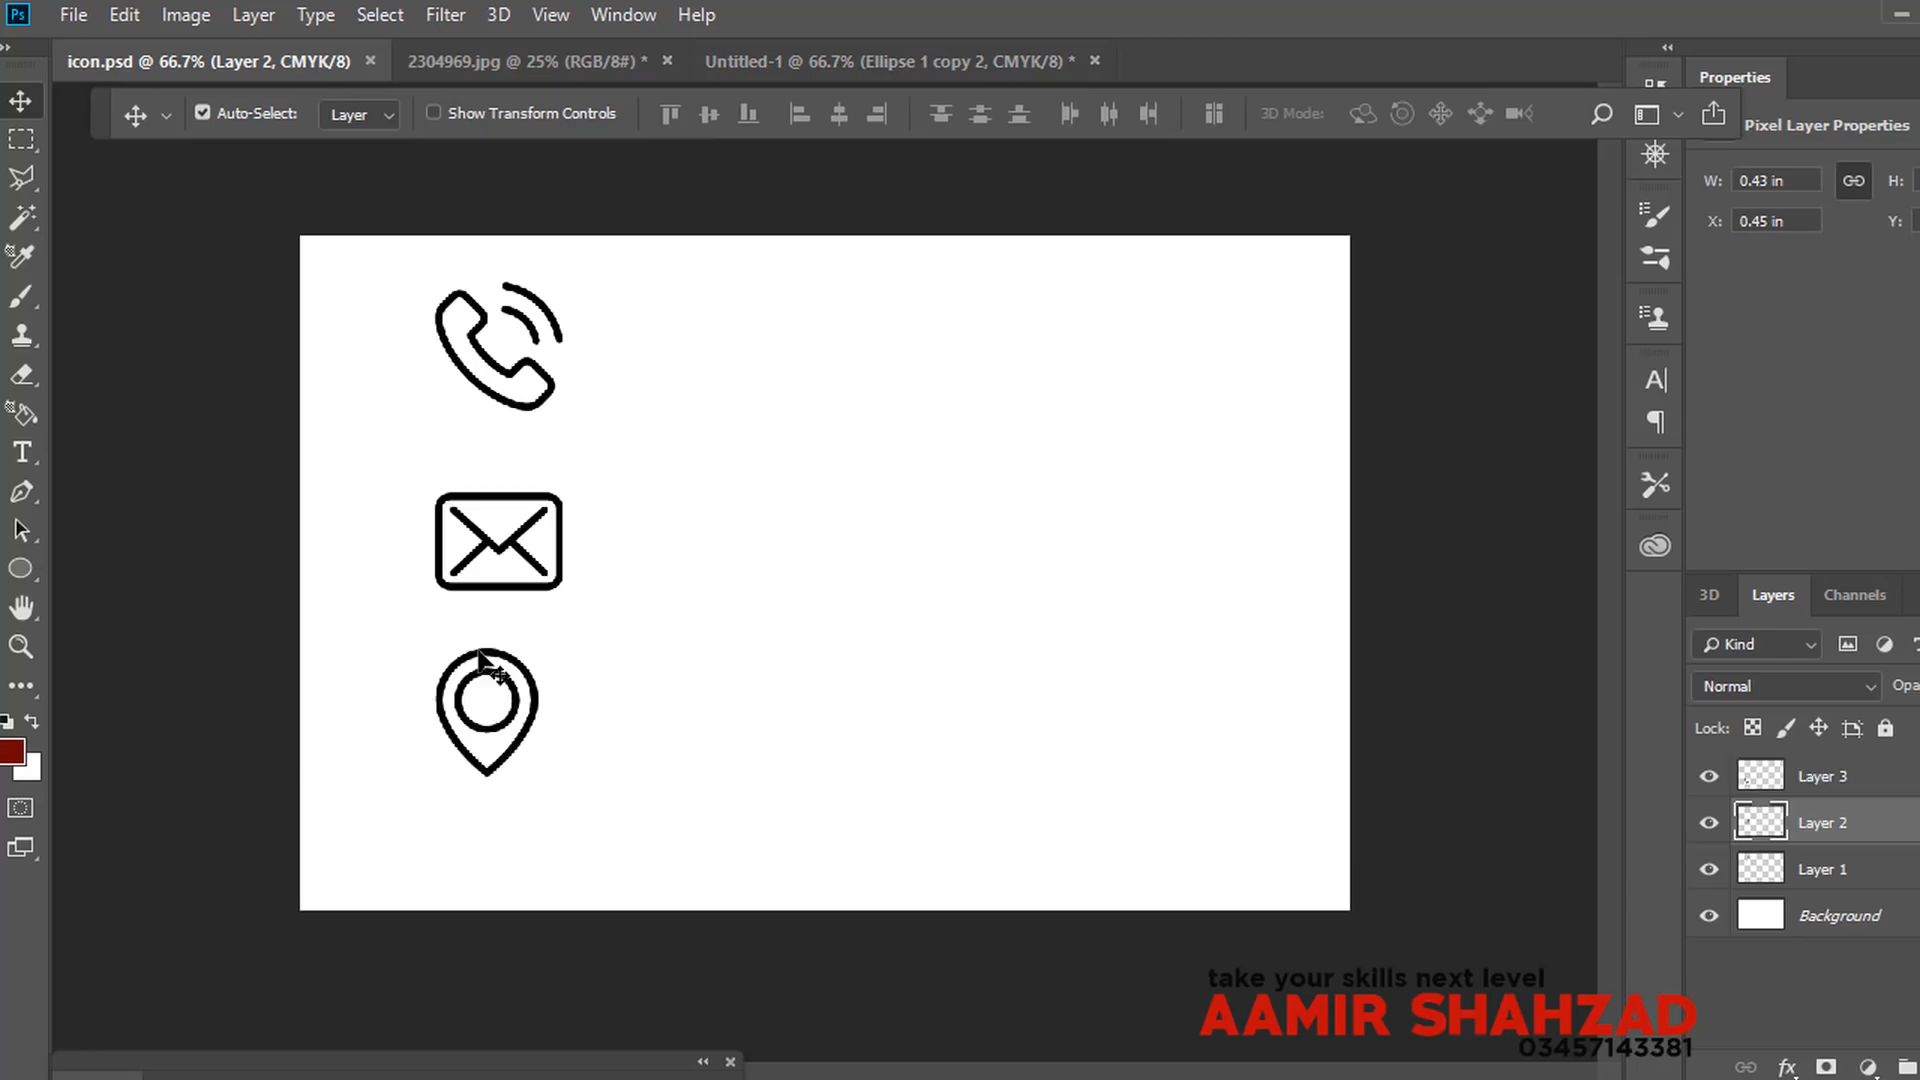 Ps File Edit Image Layer Type Select Filter 3D View Window Help
icon.psd @ 66.7% (Layer 2, CMYK/8) × 2304969.jpg @ 25% (RGB/8#) * × Untitled-1 @ 66.7% (Ellipse 1 copy 2, CMYK/8) * ×
Properties
Auto-Select: Layer Show Transform Controls 3D Mode:
Pixel Layer Properties
W: 0.43 in H:
X: 0.45 in Y:
3D Layers Channels
Kind
Normal Opa
Lock:
Layer 3
Layer 2
Layer 1
Background
take your skills next level
AAMIR SHAHZAD
03457143381
fx